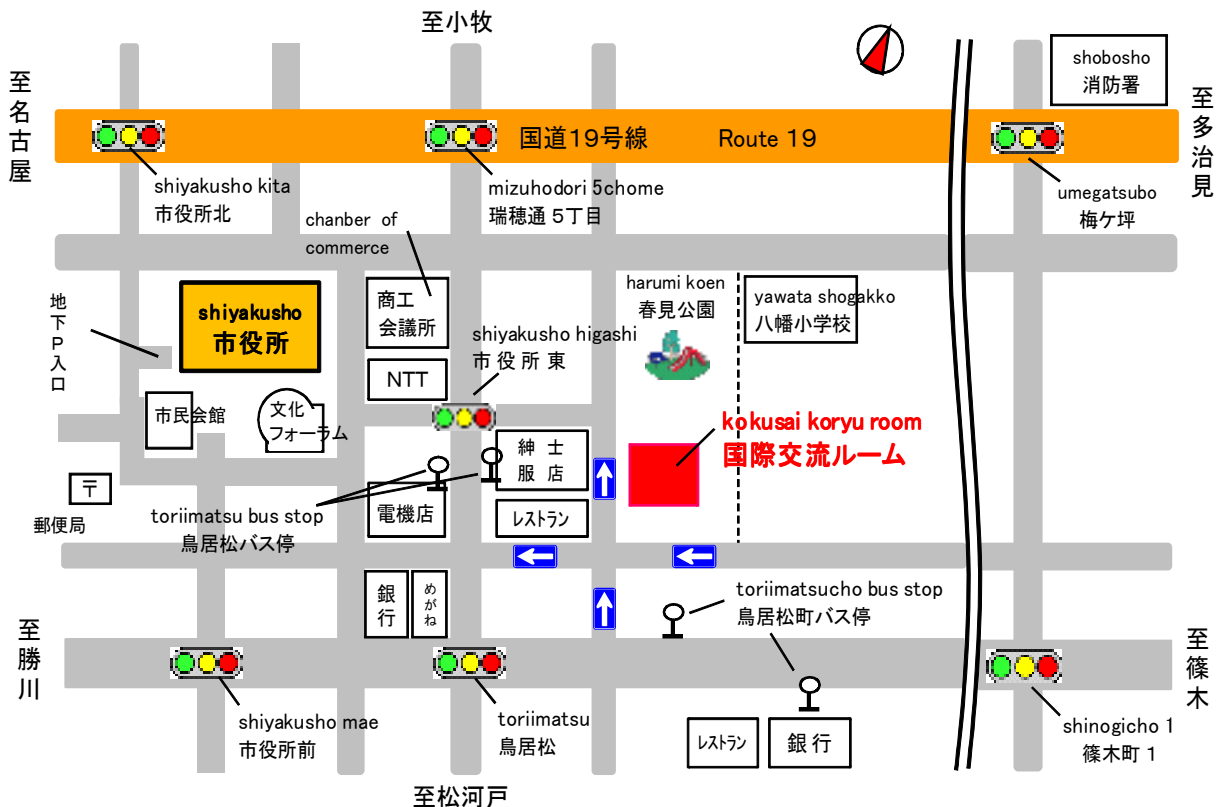 至小牧
至名古屋
shobosho
消防署
至多治見
国道19号線 Route 19
shiyakusho kita
市役所北
mizuhodori 5chome
瑞穂通 5丁目
umegatsubo
梅ケ坪
chanber of
commerce
地下P入口
shiyakusho
市役所
商工
会議所
harumi koen
春見公園
yawata shogakko
八幡小学校
shiyakusho higashi
市役所東
NTT
市民会館
文化
フォーラム
kokusai koryu room
国際交流ルーム
紳士
服店
〒
郵便局
toriimatsu bus stop
鳥居松バス停
電機店
レストラン
銀行
めがね
toriimatsucho bus stop
鳥居松町バス停
至勝川
至篠木
shiyakusho mae
市役所前
toriimatsu
鳥居松
レストラン
銀行
shinogicho 1
篠木町 1
至松河戸